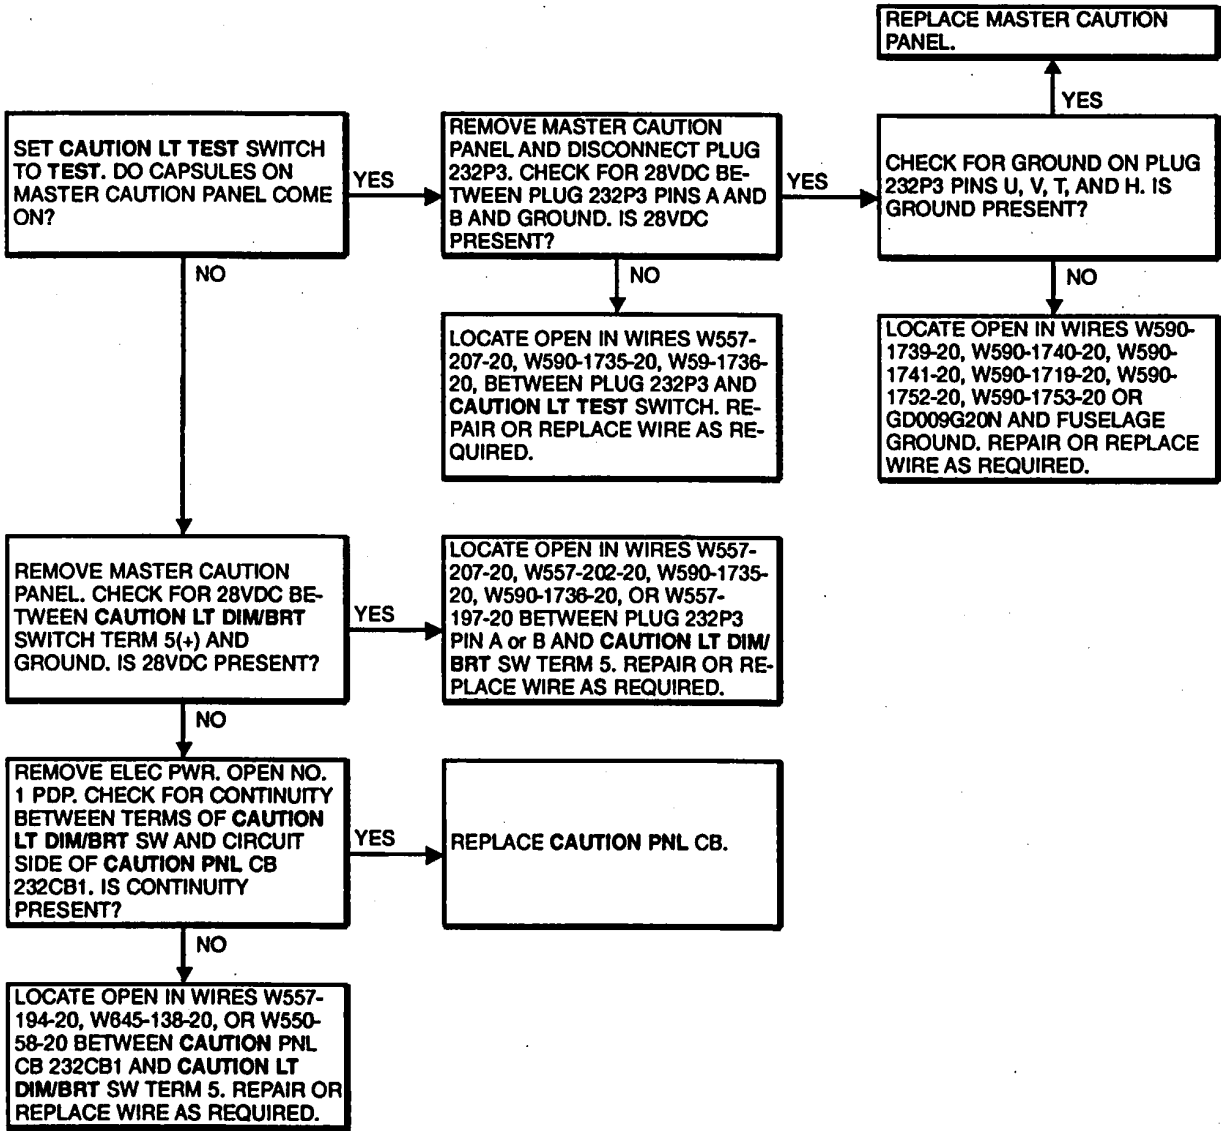 REPLACE MASTER CAUTION
PANEL.
YES
SET CAUTION LT TEST SWITCH
TO TEST. DO CAPSULES ON
MASTER CAUTION PANEL COME
ON?
YES
REMOVE MASTER CAUTION
PANEL AND DISCONNECT PLUG
232P3. CHECK FOR 28VDC BE-
TWEEN PLUG 232P3 PINS A AND
B AND GROUND. IS 28VDC
PRESENT?
YES
CHECK FOR GROUND ON PLUG
232P3 PINS U, V, T, AND H. IS
GROUND PRESENT?
NO
NO
NO
LOCATE OPEN IN WIRES W557-
207-20, W590-1735-20, W59-1736-
20, BETWEEN PLUG 232P3 AND
CAUTION LT TEST SWITCH. RE-
PAIR OR REPLACE WIRE AS RE-
QUIRED.
LOCATE OPEN IN WIRES W590-
1739-20, W590-1740-20, W590-
1741-20, W590-1719-20, W590-
1752-20, W590-1753-20 OR
GD009G20N AND FUSELAGE
GROUND. REPAIR OR REPLACE
WIRE AS REQUIRED.
REMOVE MASTER CAUTION
PANEL. CHECK FOR 28VDC BE-
TWEEN CAUTION LT DIM/BRT
SWITCH TERM 5(+) AND
GROUND. IS 28VDC PRESENT?
YES
LOCATE OPEN IN WIRES W557-
207-20, W557-202-20, W590-1735-
20, W590-1736-20, OR W557-
197-20 BETWEEN PLUG 232P3
PIN A or B AND CAUTION LT DIM/
BRT SW TERM 5. REPAIR OR RE-
PLACE WIRE AS REQUIRED.
NO
REMOVE ELEC PWR. OPEN NO.
1 PDP. CHECK FOR CONTINUITY
BETWEEN TERMS OF CAUTION
LT DIM/BRT SW AND CIRCUIT
SIDE OF CAUTION PNL CB
232CB1. IS CONTINUITY
PRESENT?
YES
REPLACE CAUTION PNL CB.
NO
LOCATE OPEN IN WIRES W557-
194-20, W645-138-20, OR W550-
58-20 BETWEEN CAUTION PNL
CB 232CB1 AND CAUTION LT
DIM/BRT SW TERM 5. REPAIR OR
REPLACE WIRE AS REQUIRED.